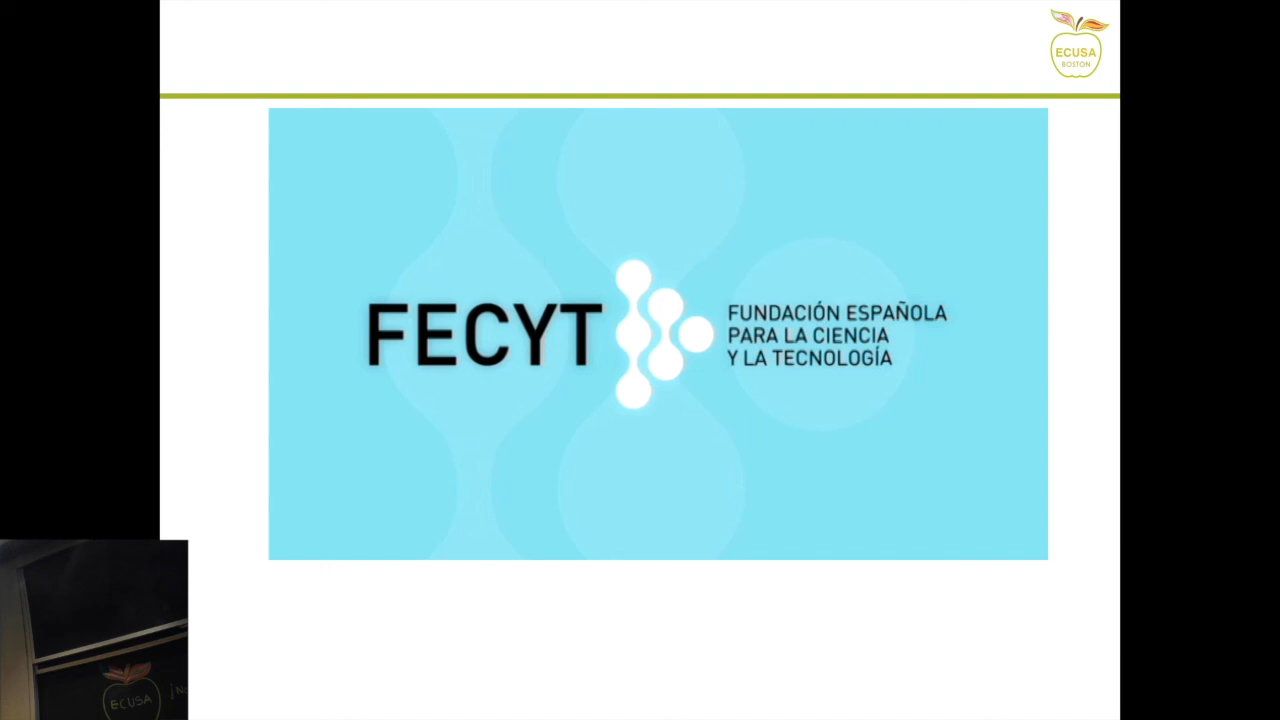 ECUSA
BOSTON
FECYT
FUNDACIÓN ESPAÑOLA
PARA LA CIENCIA
Y LA TECNOLOGÍA
ECUSA